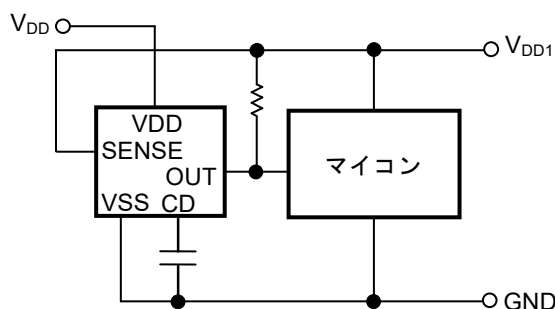 VDD
VDD1
VDD
SENSE
OUT
VSS CD
マイコン
GND